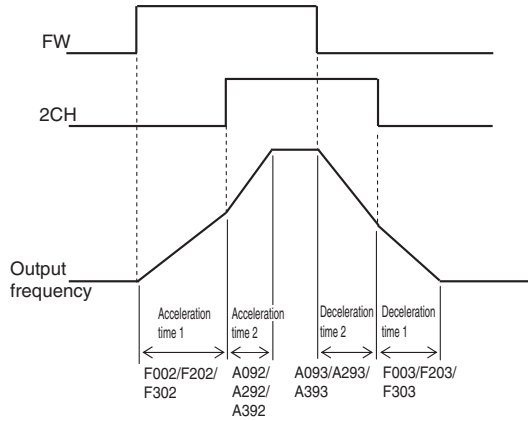 FW
2CH
Output
frequency
Acceleration
time 1
Acceleration
time 2
Deceleration
time 2
Deceleration
time 1
F002/F202/
F302
A092/
A292/
A392
A093/A293/
A393
F003/F203/
F303